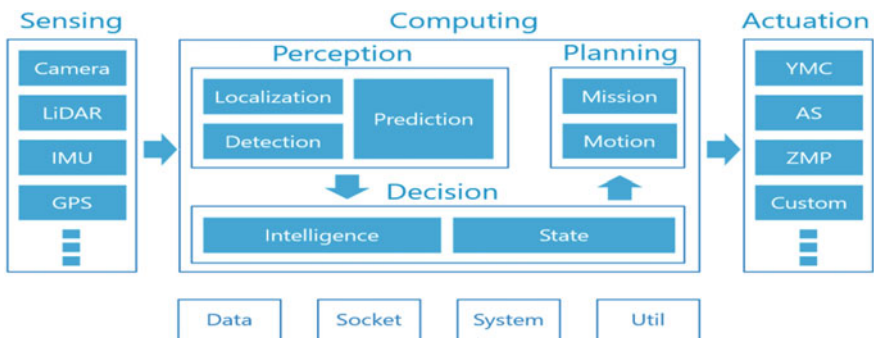 Sensing
Computing
Actuation
Camera
LiDAR
IMU
GPS
Perception
Localization
Detection
Prediction
Planning
Mission
Motion
Decision
Intelligence
State
YMC
AS
ZMP
Custom
Data
Socket
System
Util